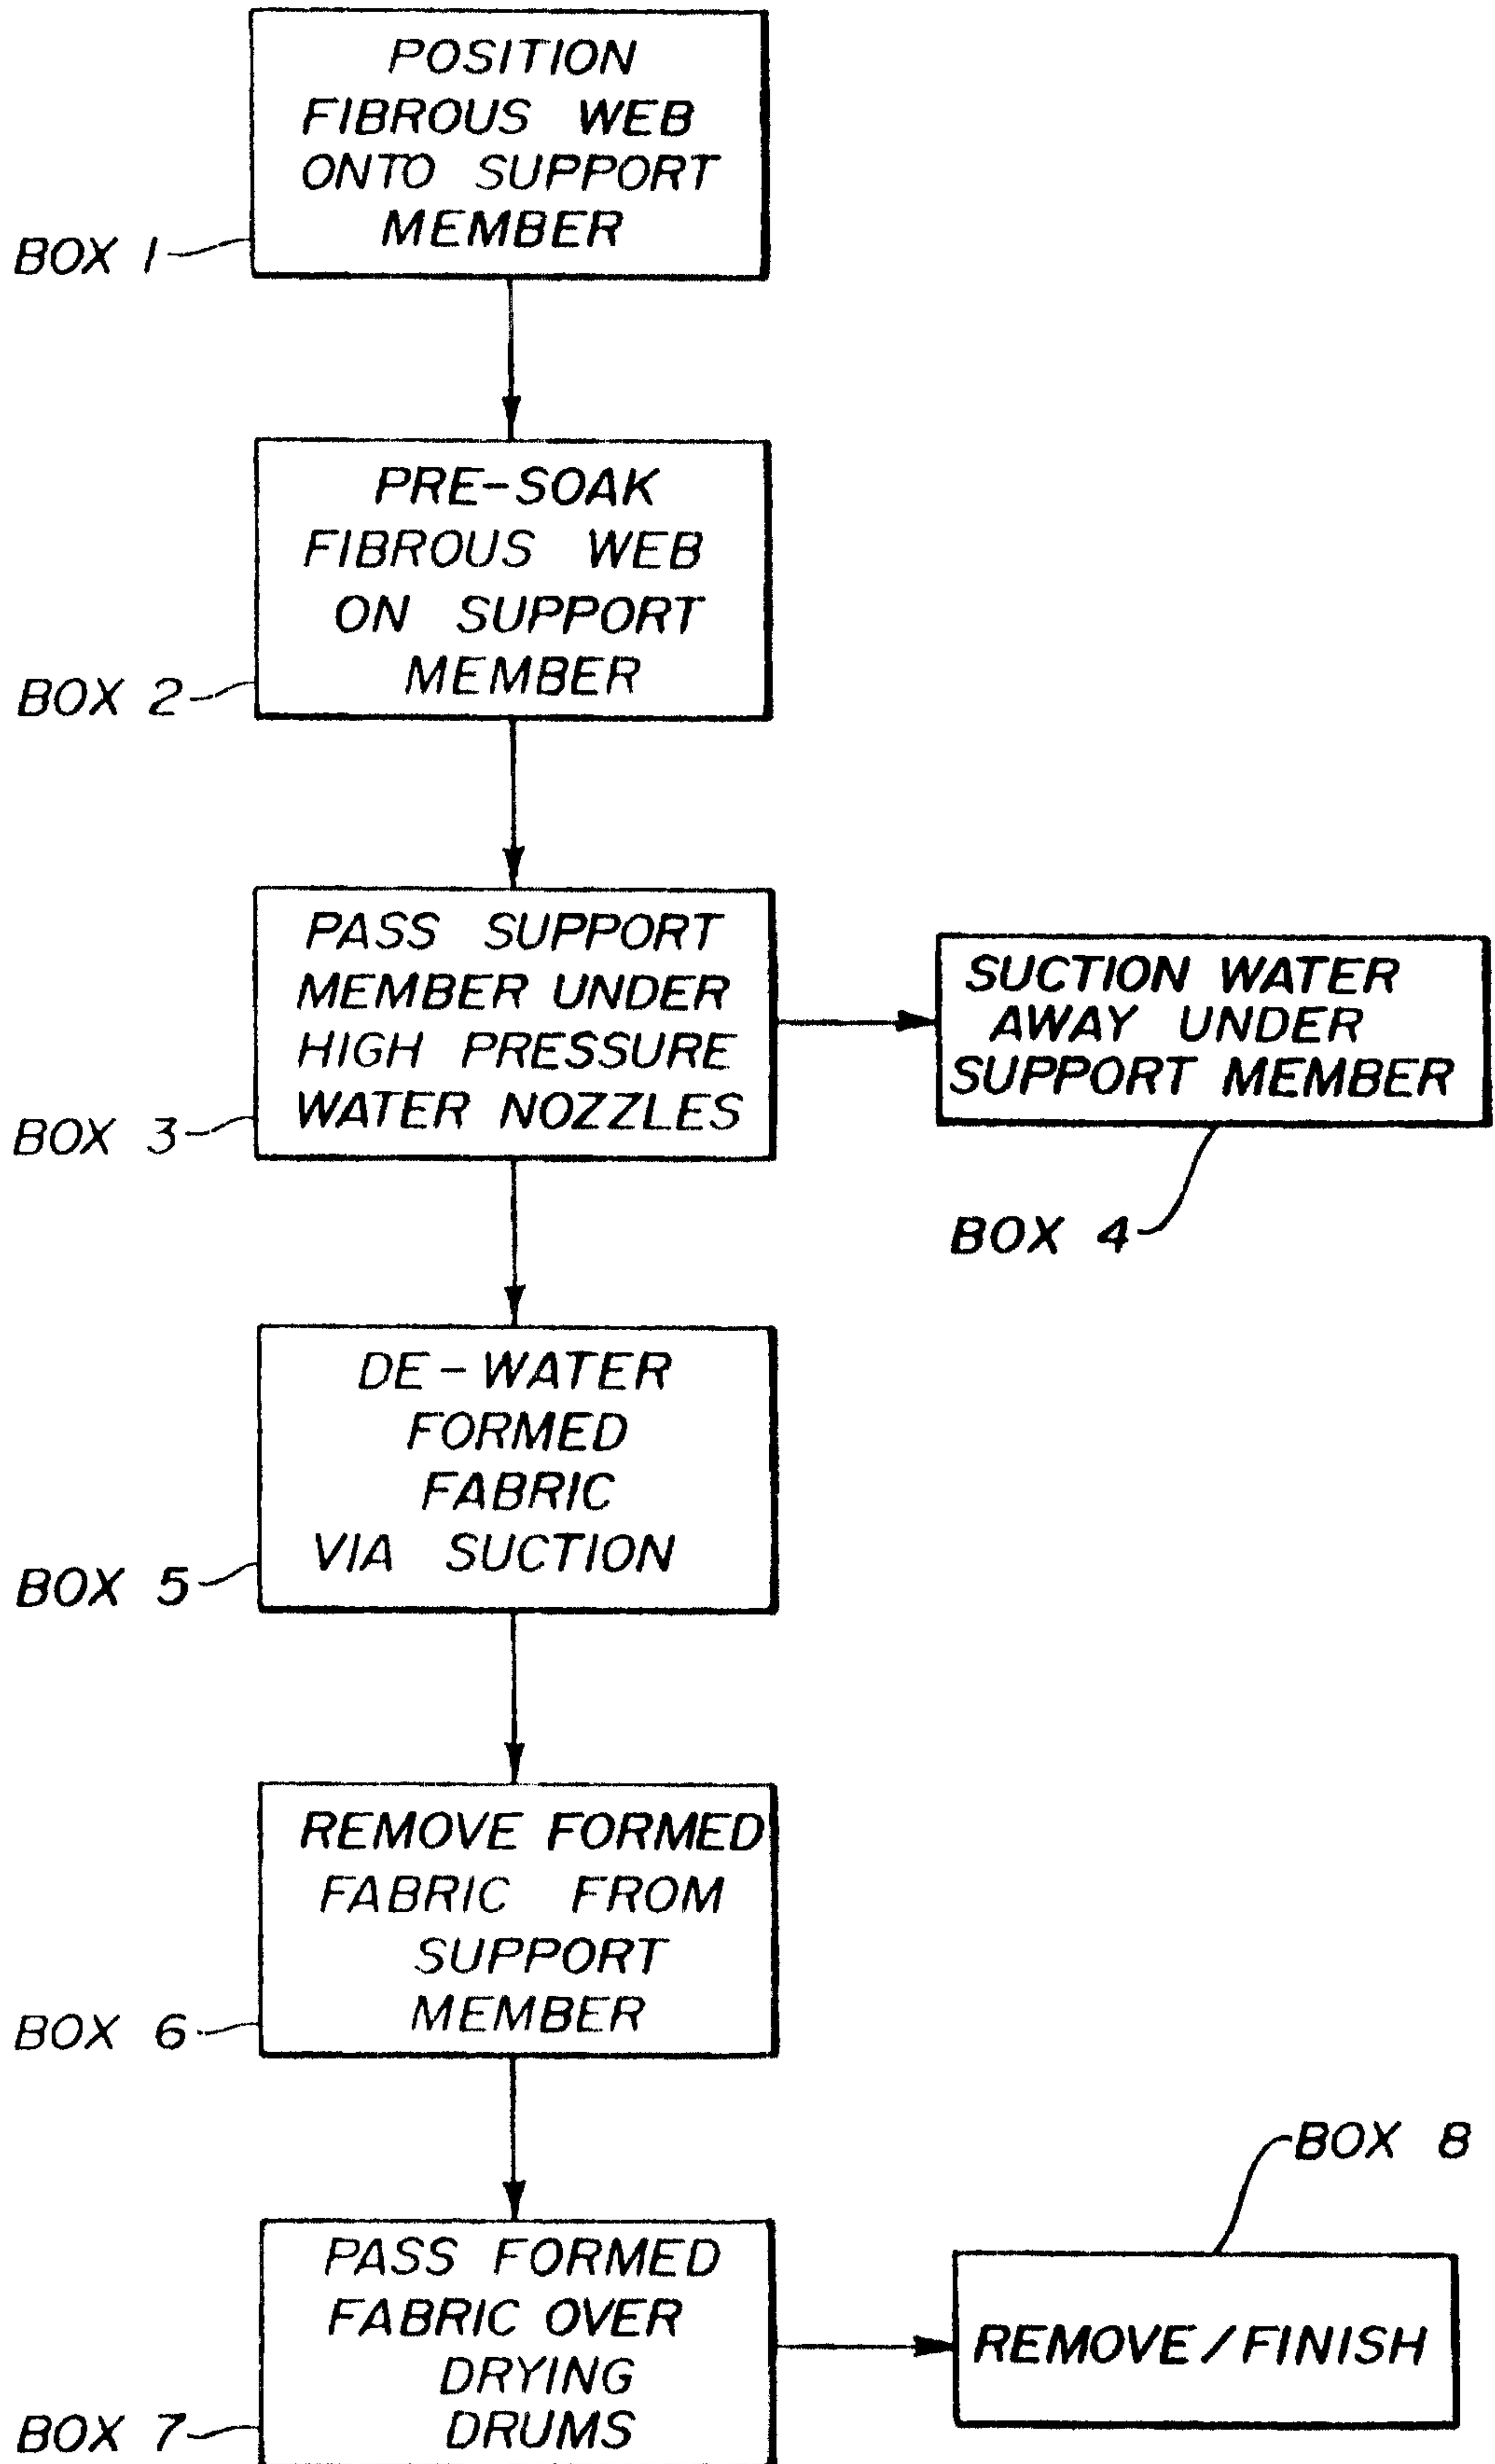 POSITION
FIBROUS WEB
ONTO SUPPORT
MEMBER
BOX 1
PRE-SOAK
FIBROUS WEB
ON SUPPORT
MEMBER
BOX 2
PASS SUPPORT
MEMBER UNDER
HIGH PRESSURE
WATER NOZZLES
BOX 3
SUCTION WATER
AWAY UNDER
SUPPORT MEMBER
BOX 4
DE-WATER
FORMED
FABRIC
VIA SUCTION
BOX 5
REMOVE FORMED
FABRIC FROM
SUPPORT
MEMBER
BOX 6
PASS FORMED
FABRIC OVER
DRYING
DRUMS
BOX 7
BOX 8
REMOVE/FINISH